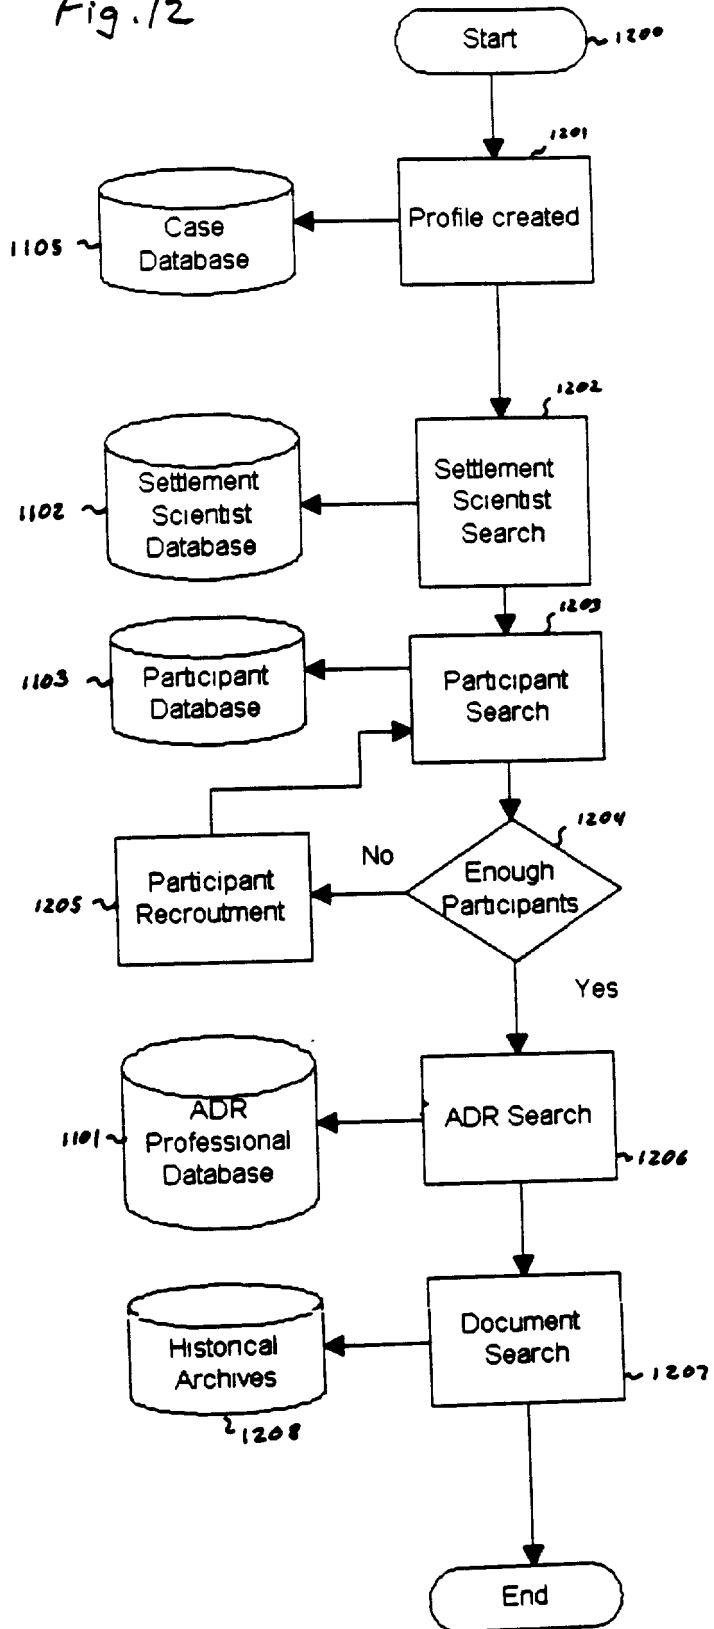 Fig. 12
Start
1200
1201
Profile created
Case
Database
1105
1202
Settlement
Scientist
Search
Settlement
Scientist
Database
1102
1203
Participant
Search
Participant
Database
1103
1204
Enough
Participants
No
Participant
Recroutment
1205
Yes
ADR Search
1206
ADR
Professional
Database
1101
Document
Search
1207
Historical
Archives
1208
End